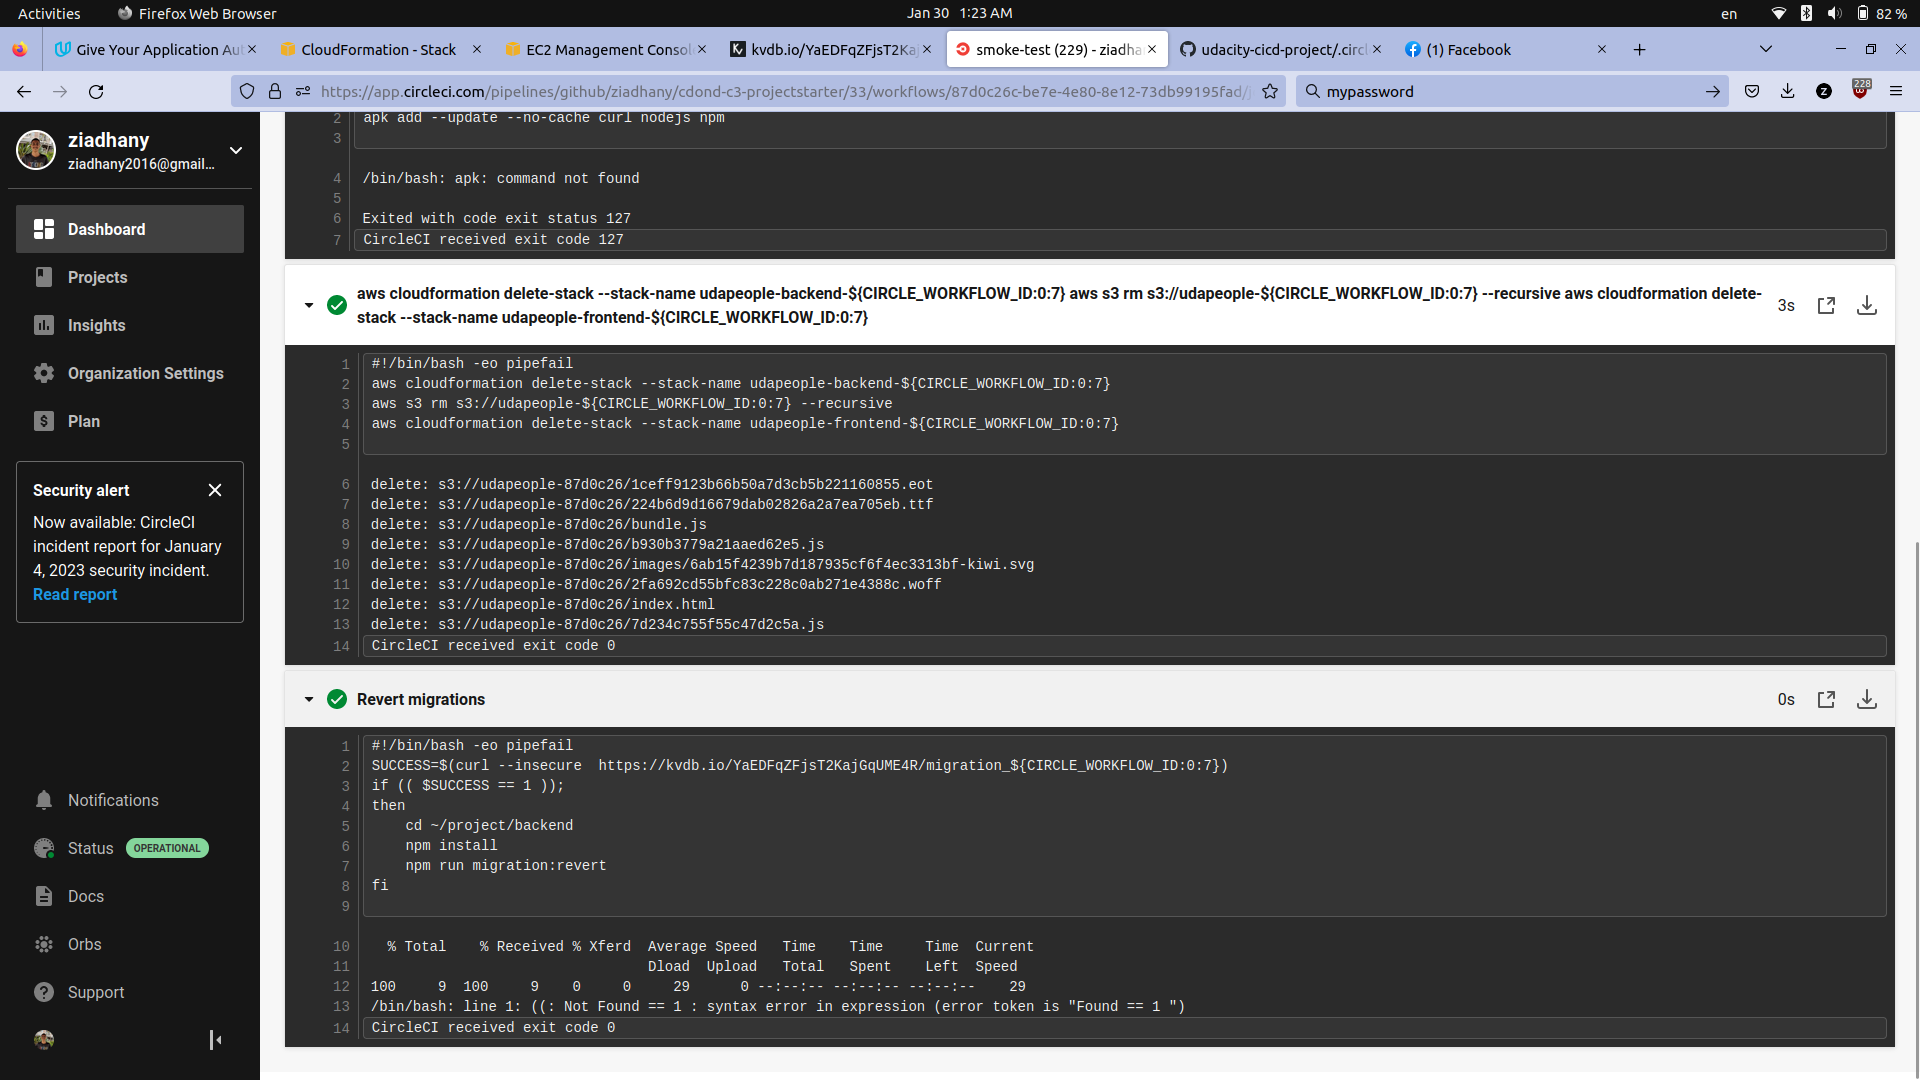 Activities
Firefox Web Browser
Jan 30 1:23 AM
en
82 %
Give Your Application Au
CloudFormation - Stack
EC2 Management Consol
kvdb.io/YaEDFqZFjsT2Kaj
smoke-test (229) - ziadha
udacity-cicd-project/.circl
(1) Facebook
https://app.circleci.com/pipelines/github/ziadhany/cdond-c3-projectstarter/33/workflows/87d0c26c-be7e-4e80-8e12-73db99195fad/j
mypassword
228
ziadhany
ziadhany2016@gmail...
Dashboard
Projects
Insights
Organization Settings
Plan
Security alert
Now available: CircleCI
incident report for January
4, 2023 security incident.
Read report
Notifications
Status OPERATIONAL
Docs
Orbs
Support
2 apk add --update --no-cache curl nodejs npm
3
4 /bin/bash: apk: command not found
5
6 Exited with code exit status 127
7 CircleCI received exit code 127
aws cloudformation delete-stack --stack-name udapeople-backend-${CIRCLE_WORKFLOW_ID:0:7} aws s3 rm s3://udapeople-${CIRCLE_WORKFLOW_ID:0:7} --recursive aws cloudformation delete-
stack --stack-name udapeople-frontend-${CIRCLE_WORKFLOW_ID:0:7}
3s
1 #!/bin/bash -eo pipefail
2 aws cloudformation delete-stack --stack-name udapeople-backend-${CIRCLE_WORKFLOW_ID:0:7}
3 aws s3 rm s3://udapeople-${CIRCLE_WORKFLOW_ID:0:7} --recursive
4 aws cloudformation delete-stack --stack-name udapeople-frontend-${CIRCLE_WORKFLOW_ID:0:7}
5
6 delete: s3://udapeople-87d0c26/1ceff9123b66b50a7d3cb5b221160855.eot
7 delete: s3://udapeople-87d0c26/224b6d9d16679dab02826a2a7ea705eb.ttf
8 delete: s3://udapeople-87d0c26/bundle.js
9 delete: s3://udapeople-87d0c26/b930b3779a21aaed62e5.js
10 delete: s3://udapeople-87d0c26/images/6ab15f4239b7d187935cf6f4ec3313bf-kiwi.svg
11 delete: s3://udapeople-87d0c26/2fa692cd55bfc83c228c0ab271e4388c.woff
12 delete: s3://udapeople-87d0c26/index.html
13 delete: s3://udapeople-87d0c26/7d234c755f55c47d2c5a.js
14 CircleCI received exit code 0
Revert migrations
0s
1 #!/bin/bash -eo pipefail
2 SUCCESS=$(curl --insecure  https://kvdb.io/YaEDFqZFjsT2KajGqUME4R/migration_${CIRCLE_WORKFLOW_ID:0:7})
3 if (( $SUCCESS == 1 ));
4 then
5     cd ~/project/backend
6     npm install
7     npm run migration:revert
8 fi
9
10   % Total    % Received % Xferd  Average Speed   Time    Time     Time  Current
11                                  Dload  Upload   Total   Spent    Left  Speed
12 100     9  100     9    0     0     29      0 --:--:-- --:--:-- --:--:--    29
13 /bin/bash: line 1: ((: Not Found == 1 : syntax error in expression (error token is "Found == 1 ")
14 CircleCI received exit code 0